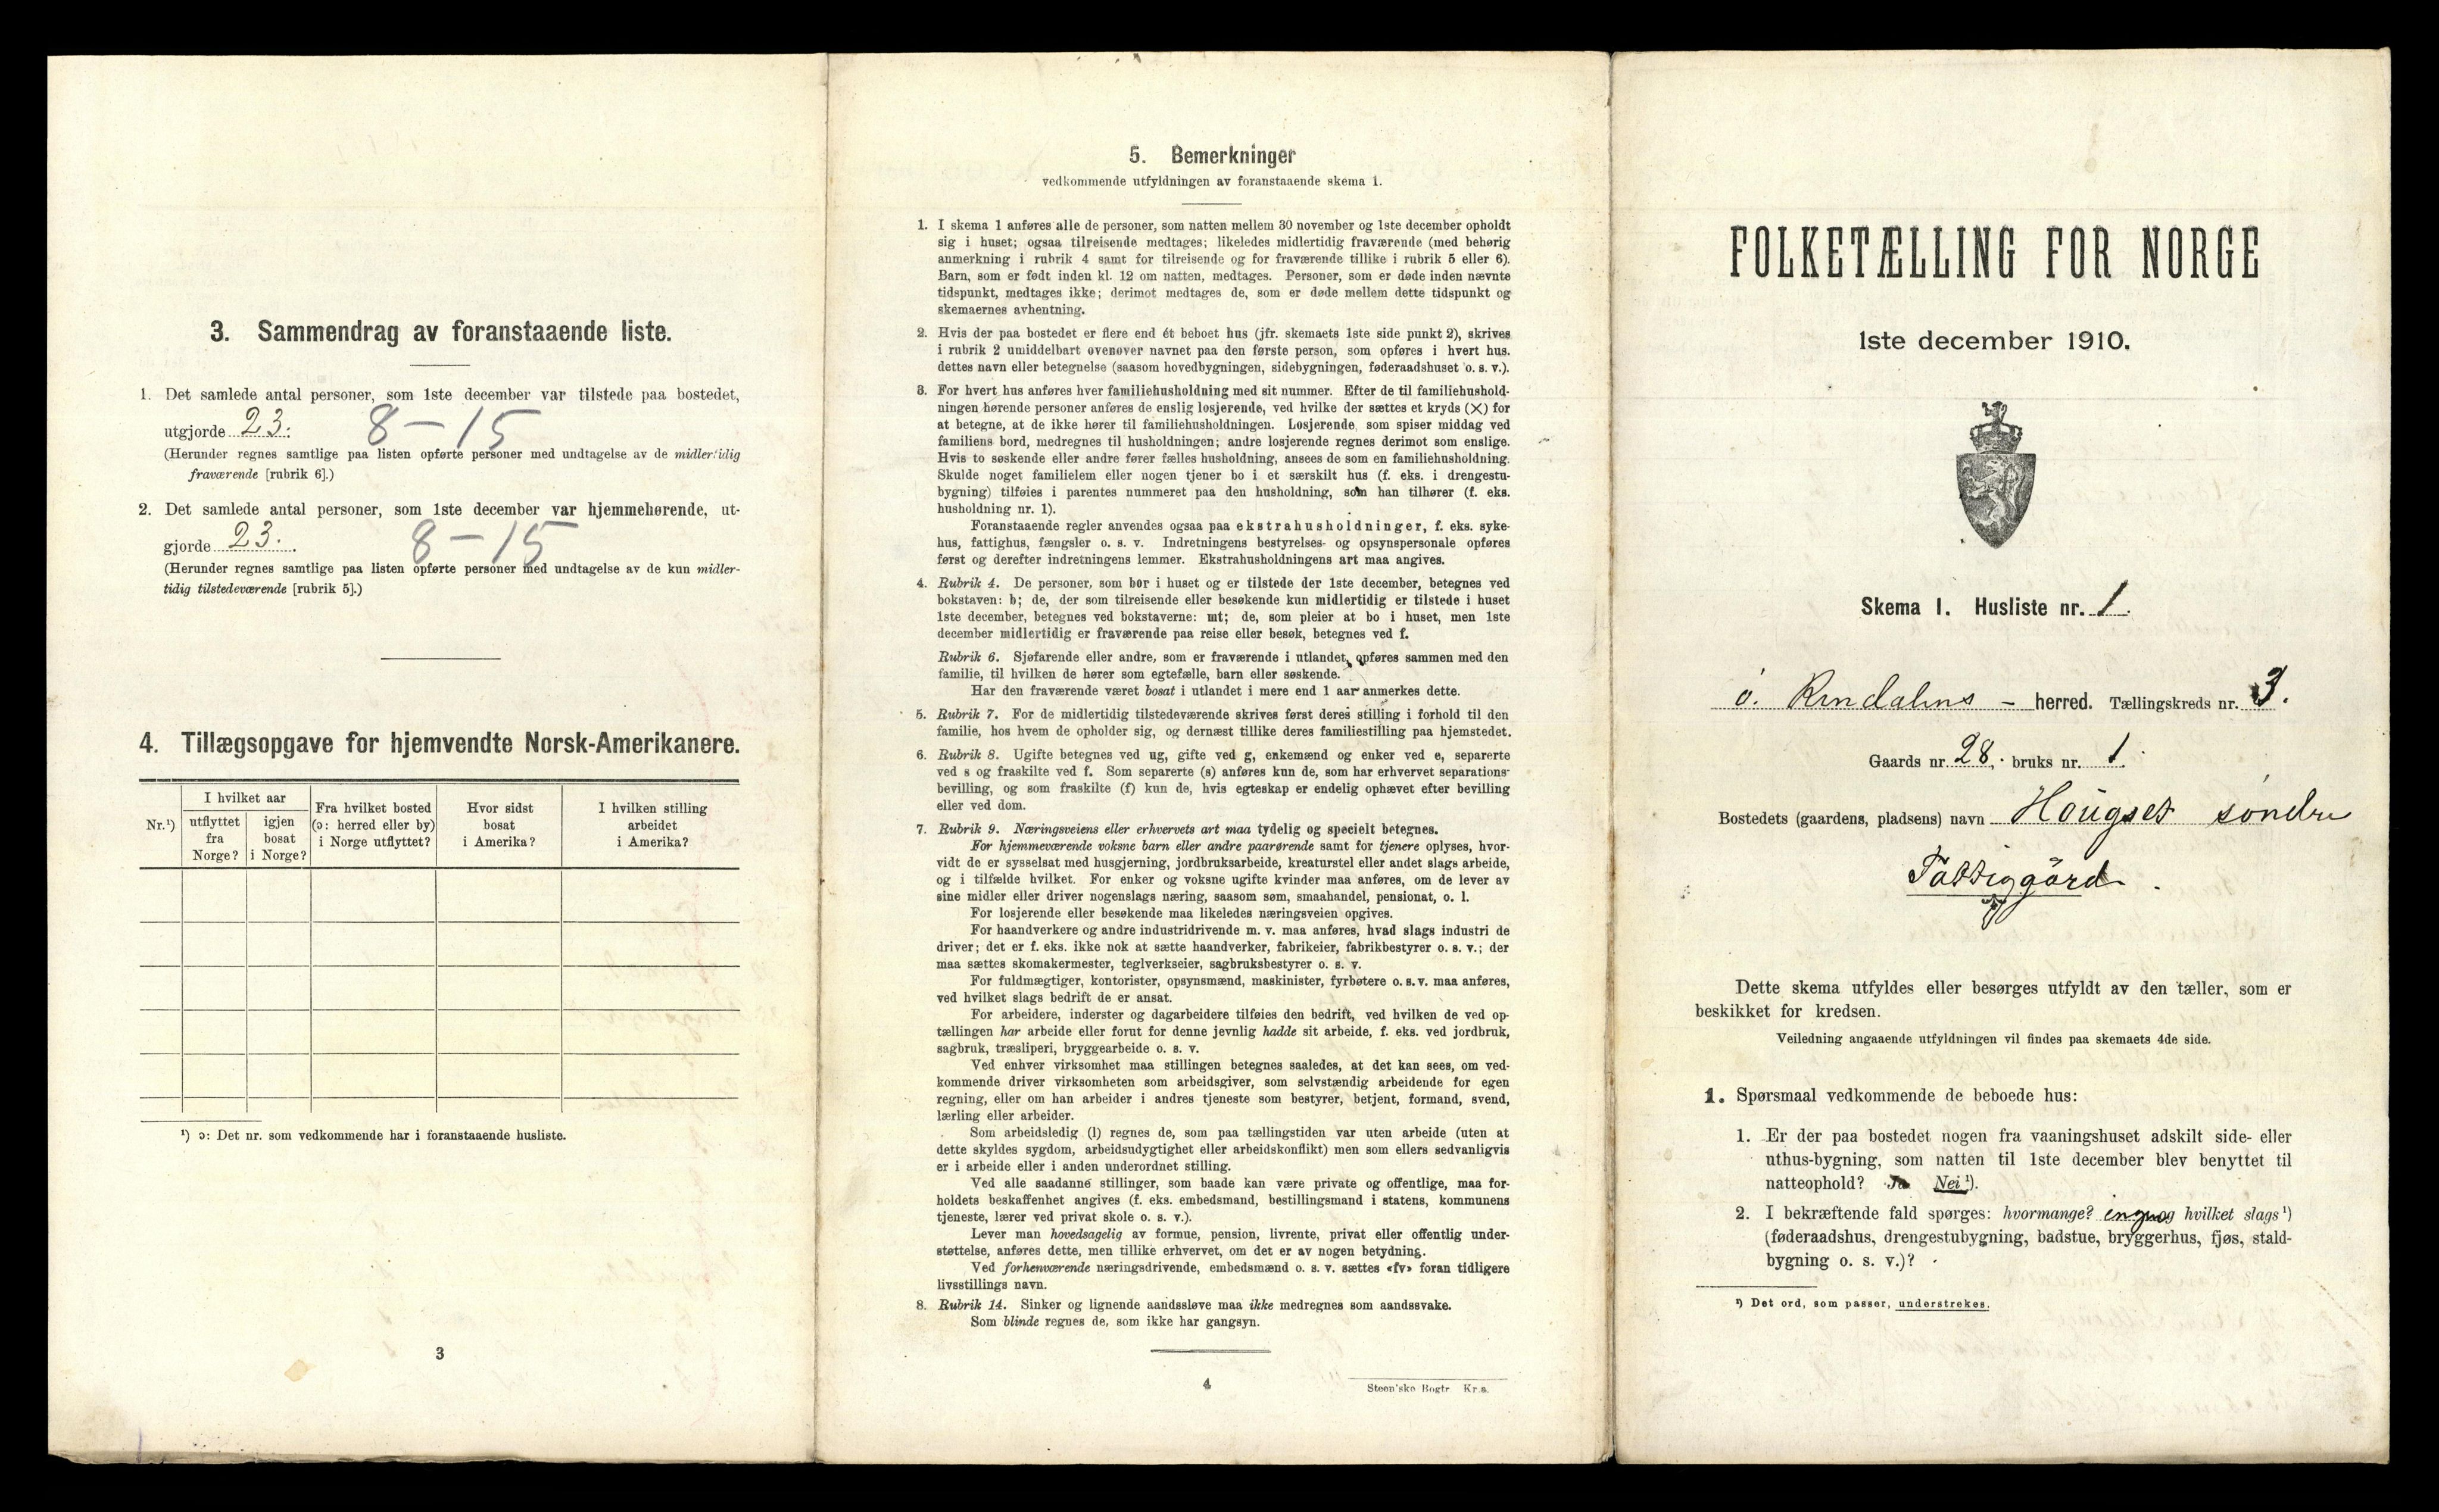 3. Sammendrag av foranstaaende liste.
1. Det samlede antal personer, som 1ste december var tilstede paa bostedet,
utgjorde 23. 8-15
(Herunder regnes samtlige paa listen opførte personer med undtagelse av de midlertidig
fraværende [rubrik 6].)
2. Det samlede antal personer, som 1ste december var hjemmehørende, ut-
gjorde 23. 8-15
(Herunder regnes samtlige paa listen opførte personer med undtagelse av de kun midler-
tidig tilstedeværende [rubrik 5].)
4. Tillægsopgave for hjemvendte Norsk-Amerikanere.
Nr.¹)
I hvilket aar
utflyttet fra Norge?
igjen bosat i Norge?
Fra hvilket bosted
(ɔ: herred eller by)
i Norge utflyttet?
Hvor sidst
bosat
i Amerika?
I hvilken stilling
arbeidet
i Amerika?
¹) ɔ: Det nr. som vedkommende har i foranstaaende husliste.
3
5. Bemerkninger
vedkommende utfyldningen av foranstaaende skema 1.
1. I skema 1 anføres alle de personer, som natten mellem 30 november og 1ste december opholdt
sig i huset; ogsaa tilreisende medtages; likeledes midlertidig fraværende (med behørig
anmerkning i rubrik 4 samt for tilreisende og for fraværende tillike i rubrik 5 eller 6).
Barn, som er født inden kl. 12 om natten, medtages. Personer, som er døde inden nævnte
tidspunkt, medtages ikke; derimot medtages de, som er døde mellem dette tidspunkt og
skemaernes avhentning.
2. Hvis der paa bostedet er flere end ét beboet hus (jfr. skemaets 1ste side punkt 2), skrives
i rubrik 2 umiddelbart ovenover navnet paa den første person, som opføres i hvert hus.
dettes navn eller betegnelse (saasom hovedbygningen, sidebygningen, føderaadshuset o. s. v.).
3. For hvert hus anføres hver familiehusholdning med sit nummer. Efter de til familiehushold-
ningen hørende personer anføres de enslig losjerende, ved hvilke der sættes et kryds (×) for
at betegne, at de ikke hører til familiehusholdningen. Losjerende, som spiser middag ved
familiens bord, medregnes til husholdningen; andre losjerende regnes derimot som enslige.
Hvis to søskende eller andre fører fælles husholdning, ansees de som en familiehusholdning.
Skulde noget familielem eller nogen tjener bo i et særskilt hus (f. eks. i drengestu-
bygning) tilføies i parentes nummeret paa den husholdning, som han tilhører (f. eks.
husholdning nr. 1).
Foranstaaende regler anvendes ogsaa paa ekstrahusholdninger, f. eks. syke-
hus, fattighus, fængsler o. s. v. Indretningens bestyrelses- og opsynspersonale opføres
først og derefter indretningens lemmer. Ekstrahusholdningens art maa angives.
4. Rubrik 4. De personer, som bor i huset og er tilstede der 1ste december, betegnes ved
bokstaven: b; de, der som tilreisende eller besøkende kun midlertidig er tilstede i huset
1ste december, betegnes ved bokstaverne: mt; de, som pleier at bo i huset, men 1ste
december midlertidig er fraværende paa reise eller besøk, betegnes ved f.
Rubrik 6. Sjøfarende eller andre, som er fraværende i utlandet, opføres sammen med den
familie, til hvilken de hører som egtefælle, barn eller søskende.
Har den fraværende været bosat i utlandet i mere end 1 aar anmerkes dette.
5. Rubrik 7. For de midlertidig tilstedeværende skrives først deres stilling i forhold til den
familie, hos hvem de opholder sig, og dernæst tillike deres familiestilling paa hjemstedet.
6. Rubrik 8. Ugifte betegnes ved ug, gifte ved g, enkemænd og enker ved e, separerte
ved s og fraskilte ved f. Som separerte (s) anføres kun de, som har erhvervet separations-
bevilling, og som fraskilte (f) kun de, hvis egteskap er endelig ophævet efter bevilling
eller ved dom.
7. Rubrik 9. Næringsveiens eller erhvervets art maa tydelig og specielt betegnes.
For hjemmeværende voksne barn eller andre paarørende samt for tjenere oplyses, hvor-
vidt de er sysselsat med husgjerning, jordbruksarbeide, kreaturstel eller andet slags arbeide,
og i tilfælde hvilket. For enker og voksne ugifte kvinder maa anføres, om de lever av
sine midler eller driver nogenslags næring, saasom søm, smaahandel, pensionat, o. l.
For losjerende eller besøkende maa likeledes næringsveien opgives.
For haandverkere og andre industridrivende m. v. maa anføres, hvad slags industri de
driver; det er f. eks. ikke nok at sætte haandverker, fabrikeier, fabrikbestyrer o. s. v.; der
maa sættes skomakermester, teglverkseier, sagbruksbestyrer o. s. v.
For fuldmægtiger, kontorister, opsynsmænd, maskinister, fyrbøtere o. s. v. maa anføres,
ved hvilket slags bedrift de er ansat.
For arbeidere, inderster og dagarbeidere tilføies den bedrift, ved hvilken de ved op-
tællingen har arbeide eller forut for denne jevnlig hadde sit arbeide, f. eks. ved jordbruk,
sagbruk, træsliperi, bryggearbeide o. s. v.
Ved enhver virksomhet maa stillingen betegnes saaledes, at det kan sees, om ved-
kommende driver virksomheten som arbeidsgiver, som selvstændig arbeidende for egen
regning, eller om han arbeider i andres tjeneste som bestyrer, betjent, formand, svend,
lærling eller arbeider.
Som arbeidsledig (l) regnes de, som paa tællingstiden var uten arbeide (uten at
dette skyldes sygdom, arbeidsudygtighet eller arbeidskonflikt) men som ellers sedvanligvis
er i arbeide eller i anden underordnet stilling.
Ved alle saadanne stillinger, som baade kan være private og offentlige, maa for-
holdets beskaffenhet angives (f. eks. embedsmand, bestillingsmand i statens, kommunens
tjeneste, lærer ved privat skole o. s. v.).
Lever man hovedsagelig av formue, pension, livrente, privat eller offentlig under-
støttelse, anføres dette, men tillike erhvervet, om det er av nogen betydning.
Ved forhenværende næringsdrivende, embedsmænd o. s. v. sættes «fv» foran tidligere
livsstillings navn.
8. Rubrik 14. Sinker og lignende aandssløve maa ikke medregnes som aandssvake.
Som blinde regnes de, som ikke har gangsyn.
4
Steen'ske Bogtr. Kr.a.
FOLKETÆLLING FOR NORGE
1ste december 1910.
Skema I. Husliste nr. 1.
ö. Rindalens - herred. Tællingskreds nr. 3.
Gaards nr. 28, bruks nr. 1.
Bostedets (gaardens, pladsens) navn Hougset söndre
Fattiggård.
Dette skema utfyldes eller besørges utfyldt av den tæller, som er
beskikket for kredsen.
Veiledning angaaende utfyldningen vil findes paa skemaets 4de side.
1. Spørsmaal vedkommende de beboede hus:
1. Er der paa bostedet nogen fra vaaningshuset adskilt side- eller
uthus-bygning, som natten til 1ste december blev benyttet til
natteophold? Ja Nei ¹).
2. I bekræftende fald spørges: hvormange? ingen og hvilket slags ¹)
(føderaadshus, drengestubygning, badstue, bryggerhus, fjøs, stald-
bygning o. s. v.)?
¹) Det ord, som passer, understrekes.